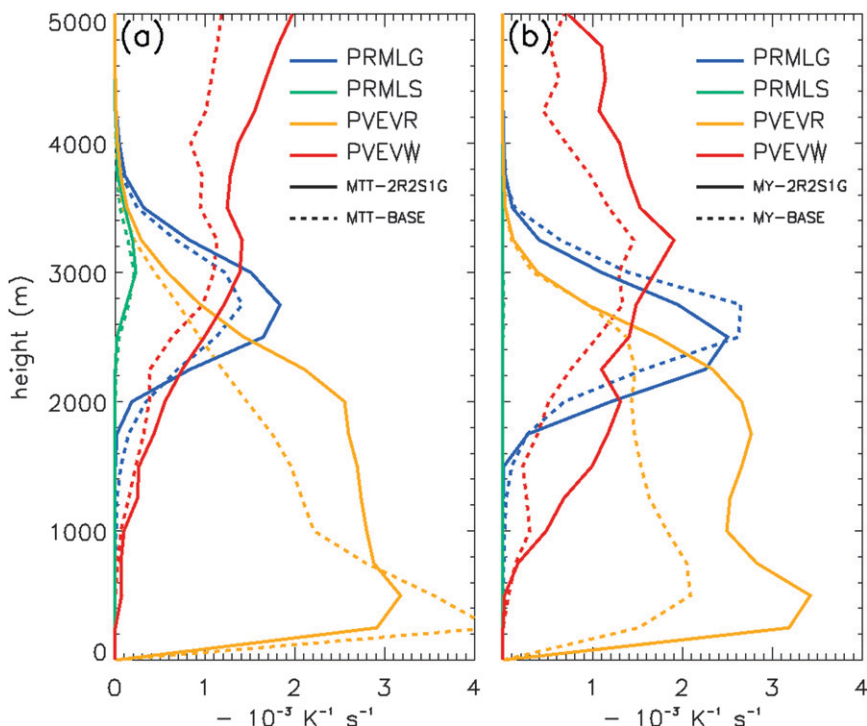 5000
(a)
(b)
PRMLG
PRMLS
PVEVR
PVEVW
MTT-2R2S1G
MTT-BASE
PRMLG
PRMLS
PVEVR
PVEVW
MY-2R2S1G
MY-BASE
4000
3000
height (m)
2000
1000
0
0 1 2 3 4
1 2 3 4
- 10⁻³ K⁻¹ s⁻¹
- 10⁻³ K⁻¹ s⁻¹